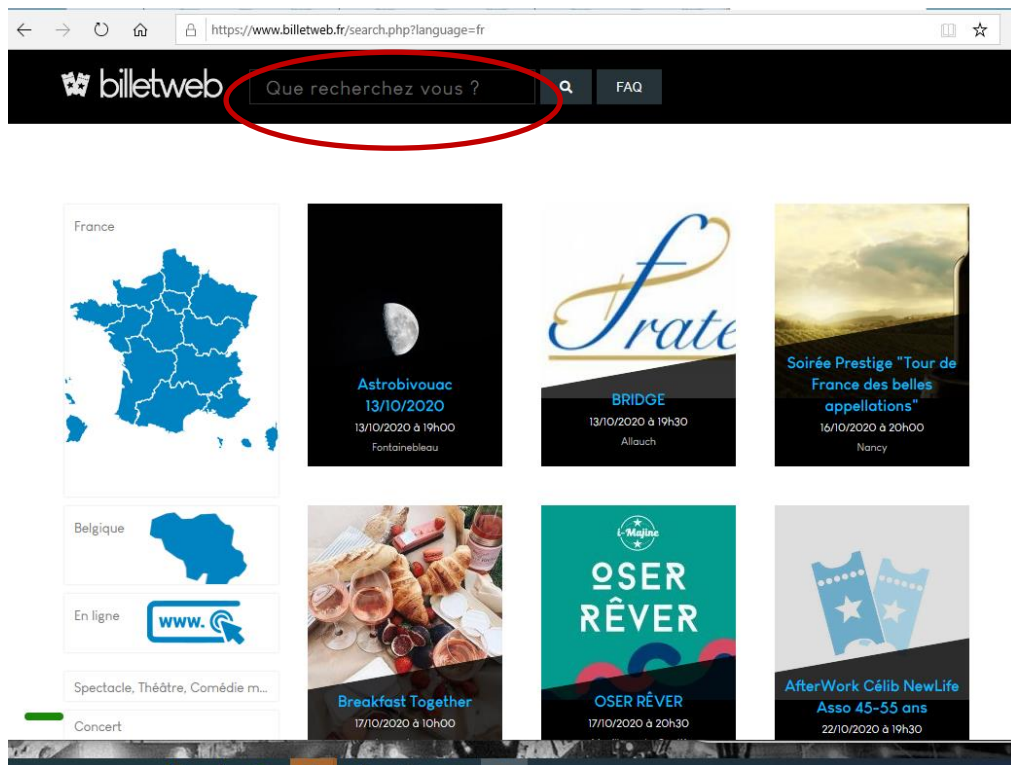 https://www.billetweb.fr/search.php?language=fr
billetweb
Que recherchez vous ?
FAQ
France
Belgique
En ligne
www.
Spectacle, Théâtre, Comédie m...
Concert
Astrobivouac
13/10/2020
13/10/2020 à 19h00
Fontainebleau
frate
BRIDGE
13/10/2020 à 19h30
Allauch
Soirée Prestige "Tour de
France des belles
appellations"
16/10/2020 à 20h00
Nancy
Breakfast Together
17/10/2020 à 10h00
i-Majine
OSER
RÊVER
OSER RÊVER
17/10/2020 à 20h30
AfterWork Célib NewLife
Asso 45-55 ans
22/10/2020 à 19h30